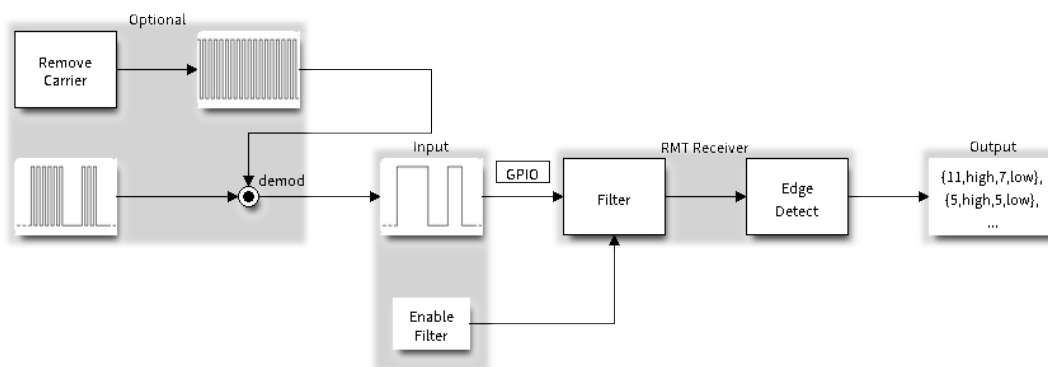 Optional
Remove
Carrier
demod
Input
GPIO
RMT Receiver
Filter
Edge
Detect
Output
{11,high,7,low},
{5,high,5,low},
...
Enable
Filter